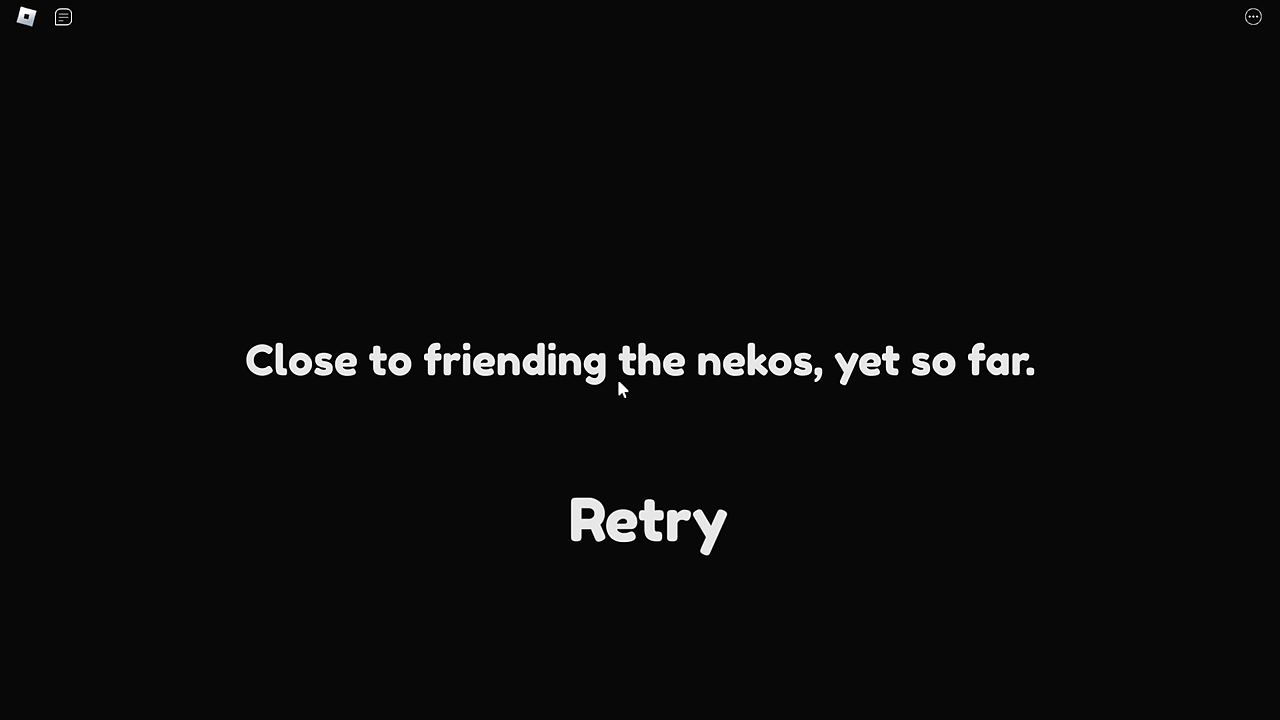 Close to friending the nekos, yet so far.
Retry